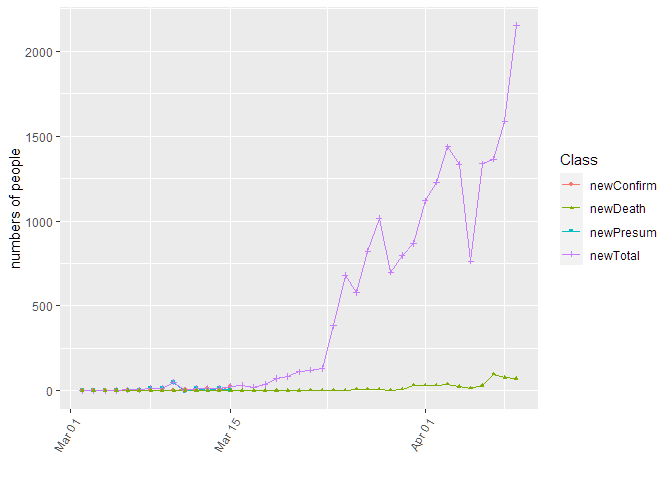 2000
1500
1000
500
0
numbers of people
Mar 01
Mar 15
Apr 01
Class
newConfirm
newDeath
newPresum
newTotal